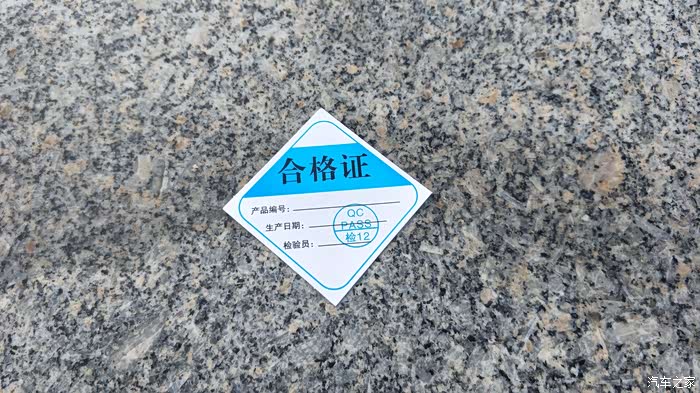 合格证
产品编号：
生产日期：
检验员：
QC
PASS
检12
汽车之家